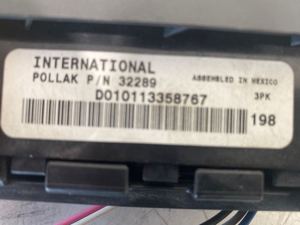 INTERNATIONAL
POLLAK P/N 32289 ASSEMBLED IN MEXICO
D010113358767 3PK
198